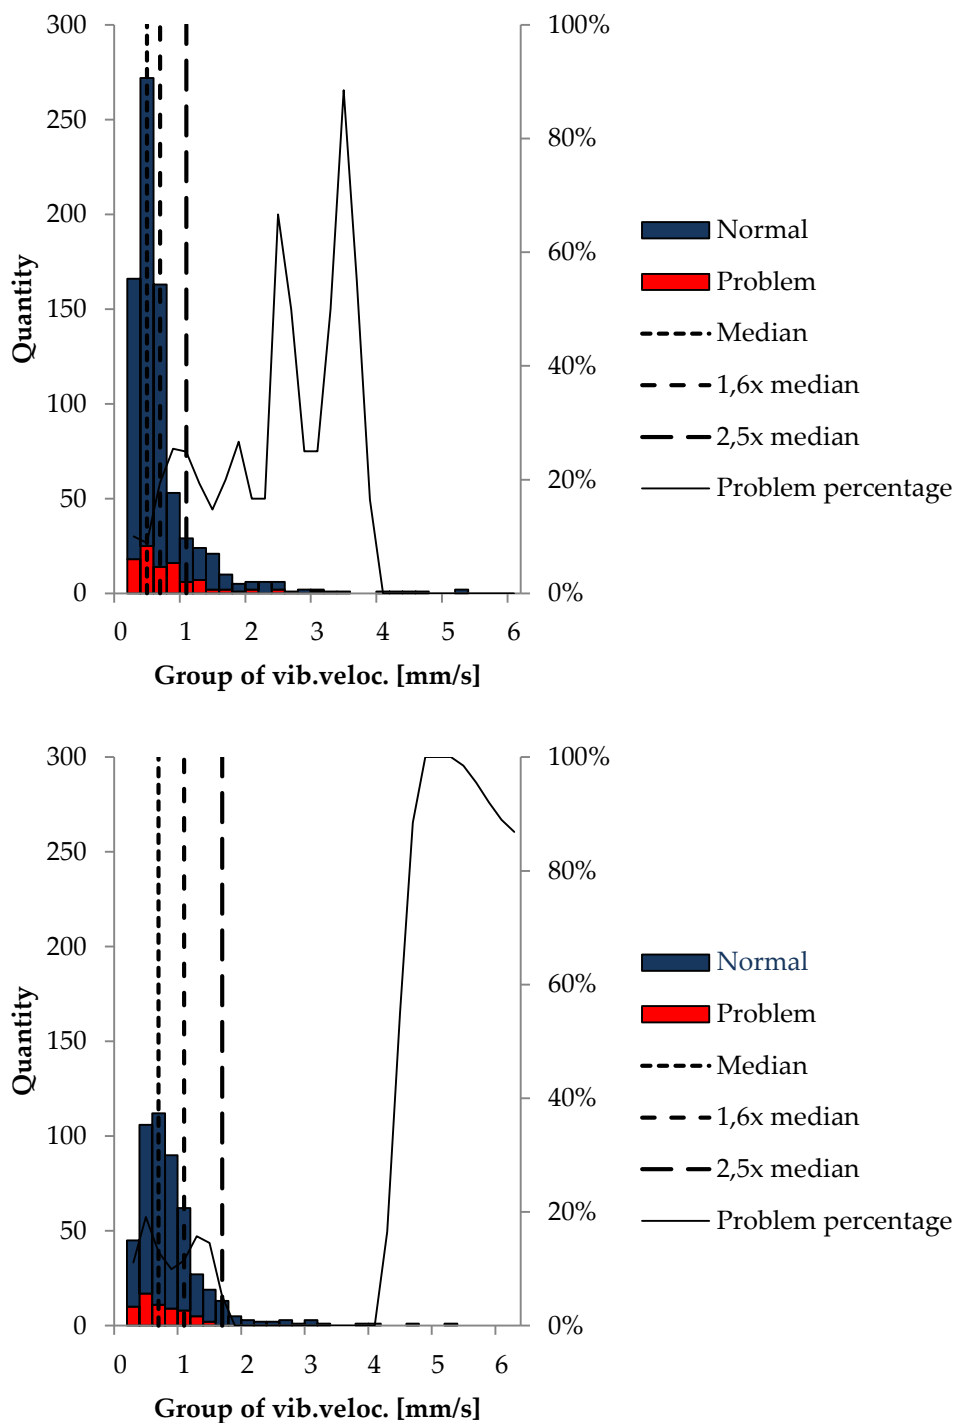 300
250
200
150
100
50
0
Quantity
100%
80%
60%
40%
20%
0%
0 1 2 3 4 5 6
Group of vib.veloc. [mm/s]
Normal
Problem
Median
1,6x median
2,5x median
Problem percentage
300
250
200
150
100
50
0
Quantity
100%
80%
60%
40%
20%
0%
0 1 2 3 4 5 6
Group of vib.veloc. [mm/s]
Normal
Problem
Median
1,6x median
2,5x median
Problem percentage